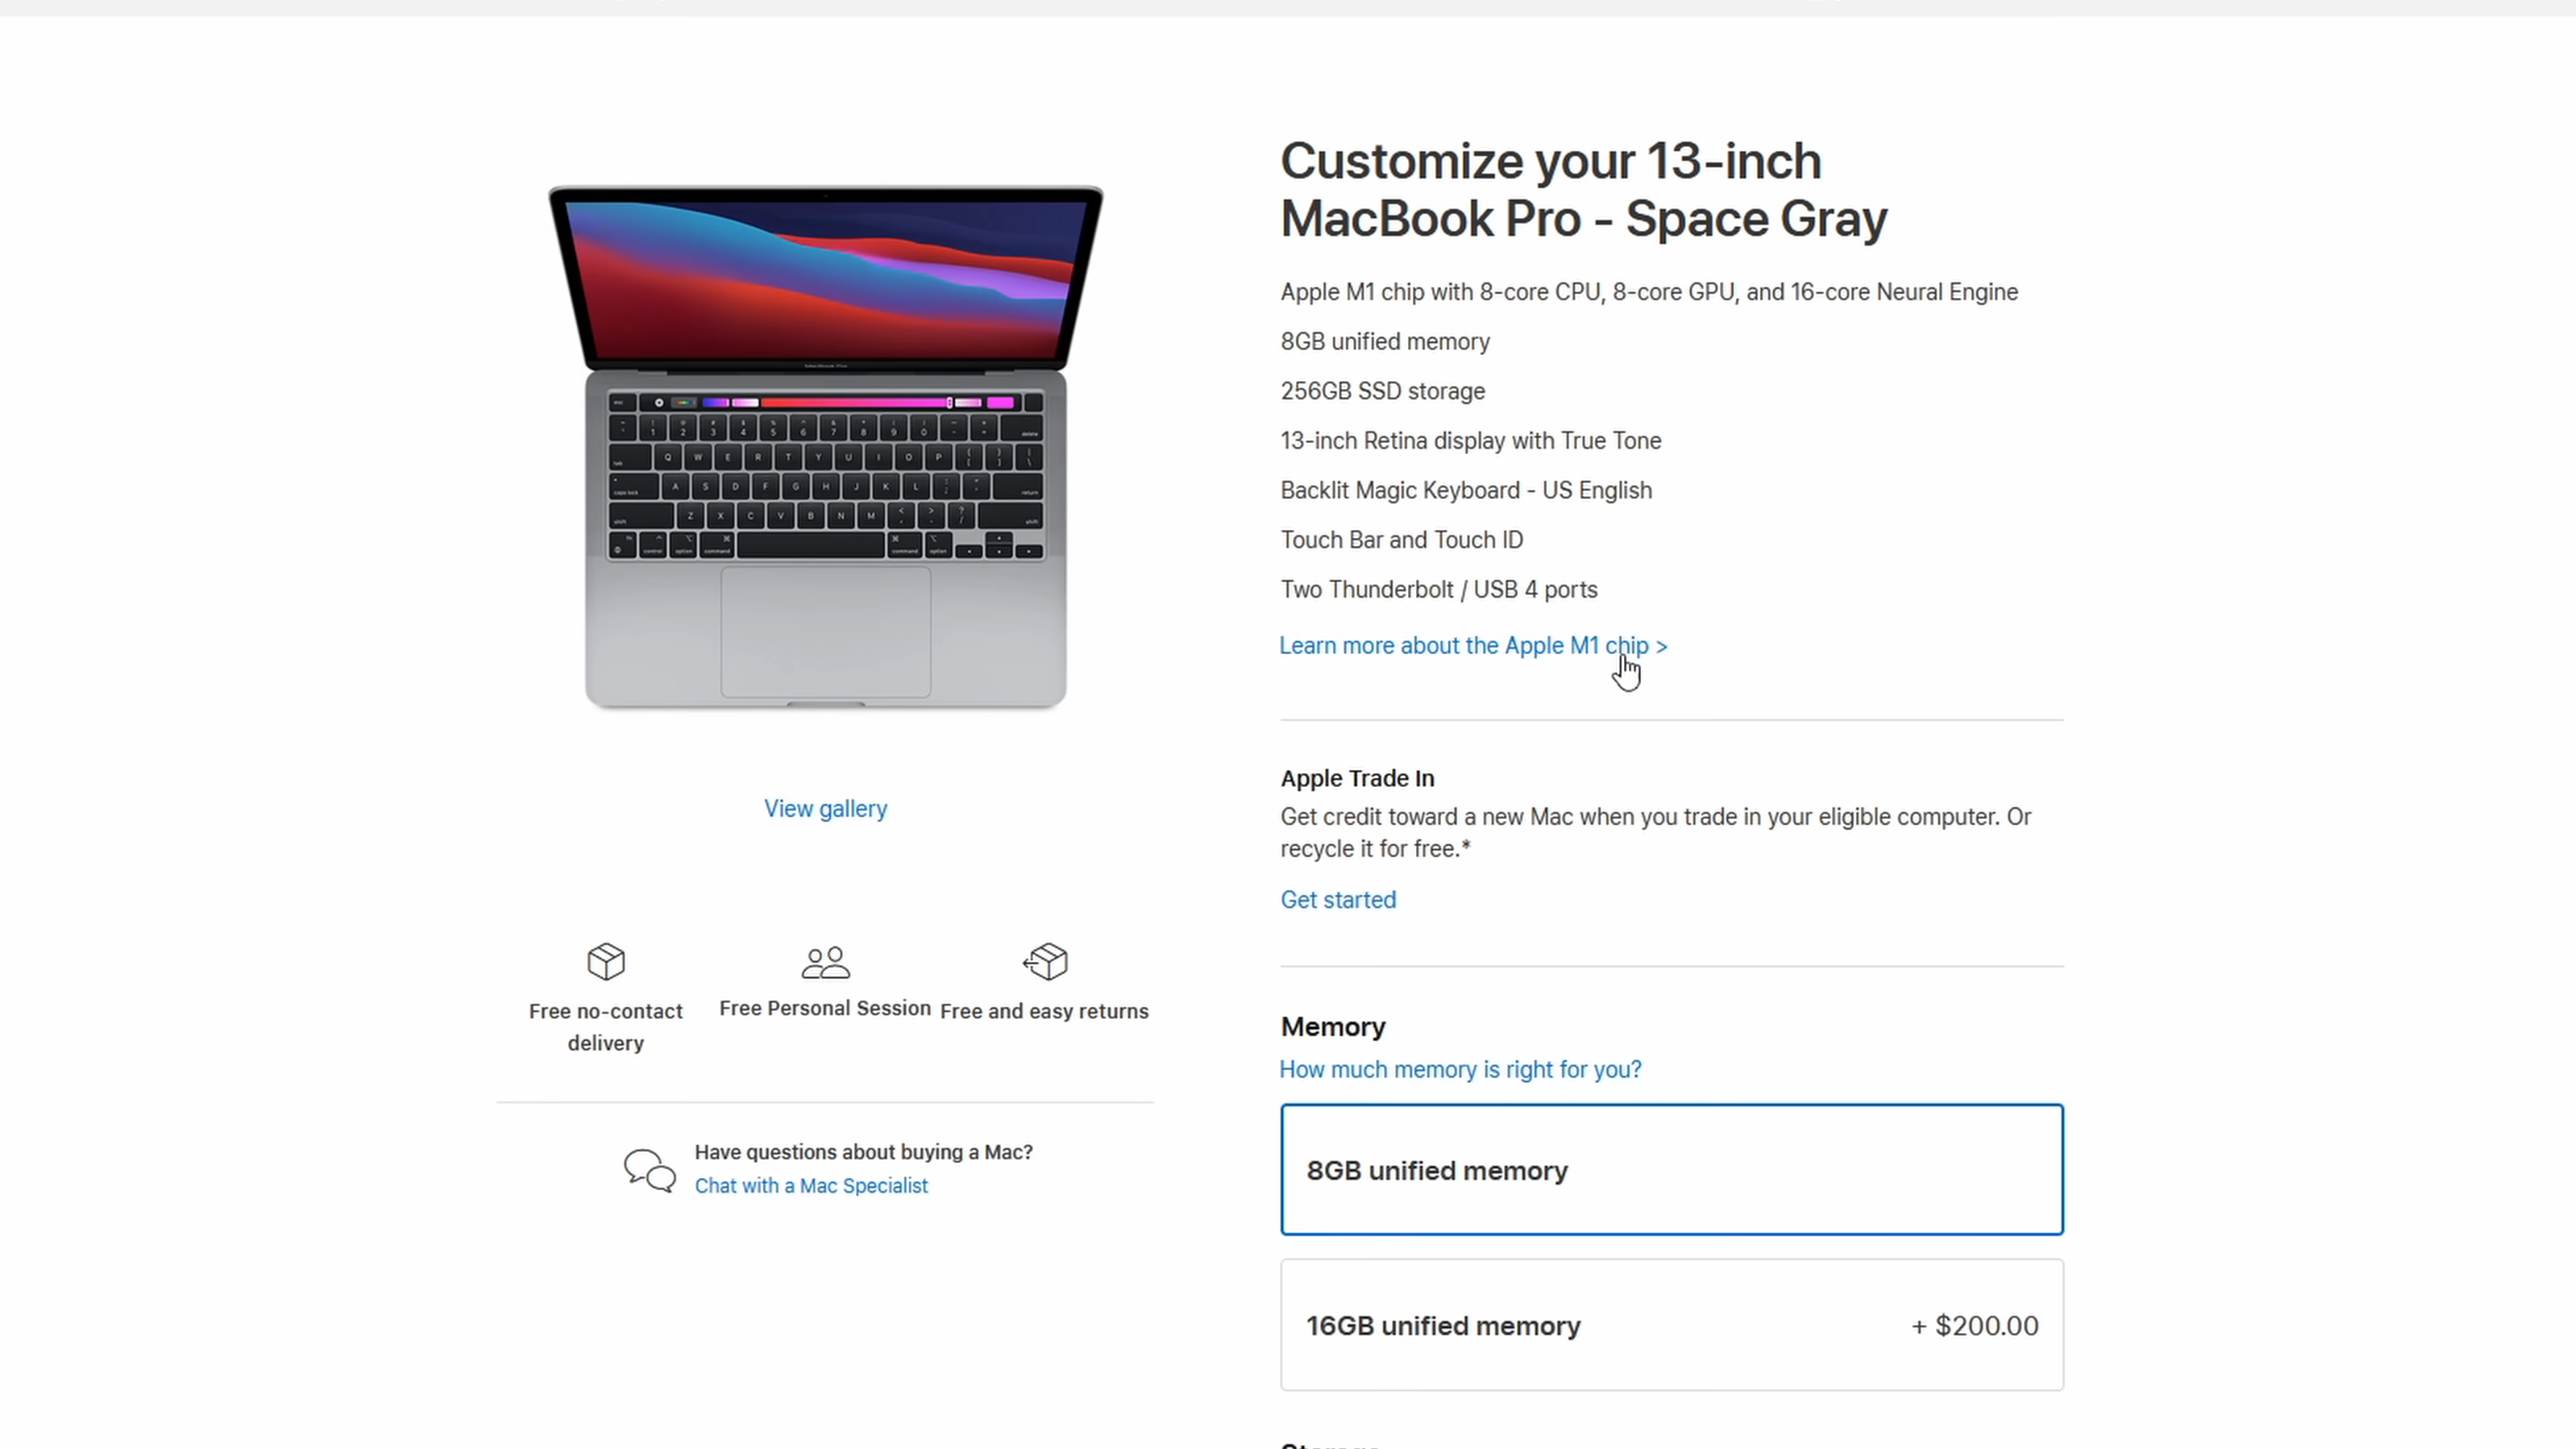 Customize your 13-inch
MacBook Pro - Space Gray
Apple M1 chip with 8-core CPU, 8-core GPU, and 16-core Neural Engine
8GB unified memory
256GB SSD storage
13-inch Retina display with True Tone
Backlit Magic Keyboard - US English
Touch Bar and Touch ID
Two Thunderbolt / USB 4 ports
Learn more about the Apple M1 chip >
View gallery
Free no-contact
delivery
Free Personal Session
Free and easy returns
Have questions about buying a Mac?
Chat with a Mac Specialist
Apple Trade In
Get credit toward a new Mac when you trade in your eligible computer. Or
recycle it for free.*
Get started
Memory
How much memory is right for you?
8GB unified memory
16GB unified memory + $200.00